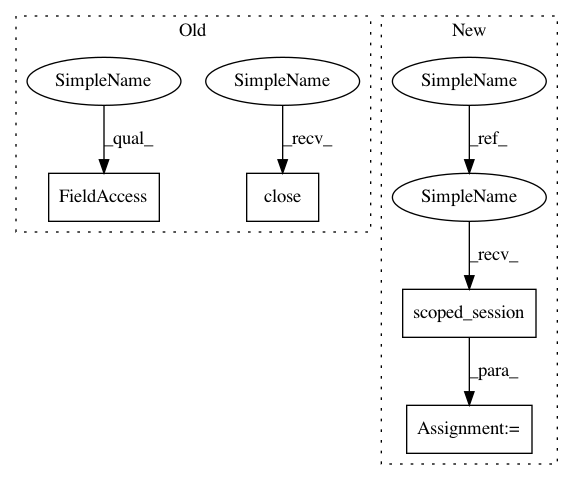 Old
New
SimpleName
SimpleName
SimpleName
_qual_
_recv_
_ref_
FieldAccess
close
SimpleName
_recv_
scoped_session
_para_
Assignment:=